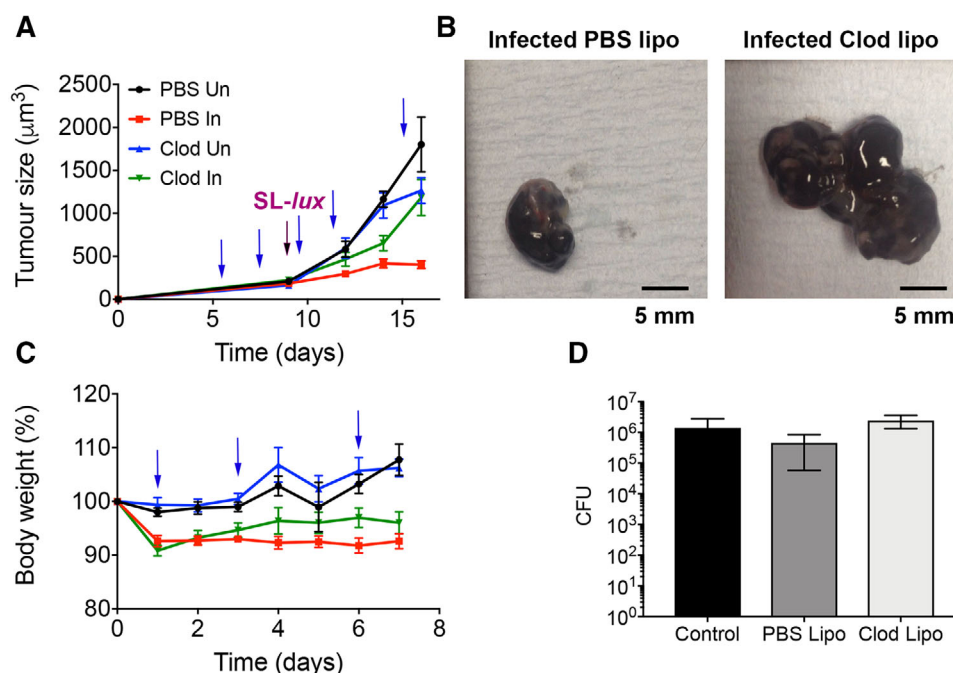 A
Tumour size (μm³)
2500
2000
1500
1000
500
0
PBS Un
PBS In
Clod Un
Clod In
SL-lux
0
5
10
15
Time (days)
B
Infected PBS lipo
Infected Clod lipo
5 mm
5 mm
C
Body weight (%)
120
110
100
90
80
0
2
4
6
8
Time (days)
D
CFU
10⁷
10⁶
10⁵
10⁴
10³
10²
10¹
10⁰
Control
PBS Lipo
Clod Lipo